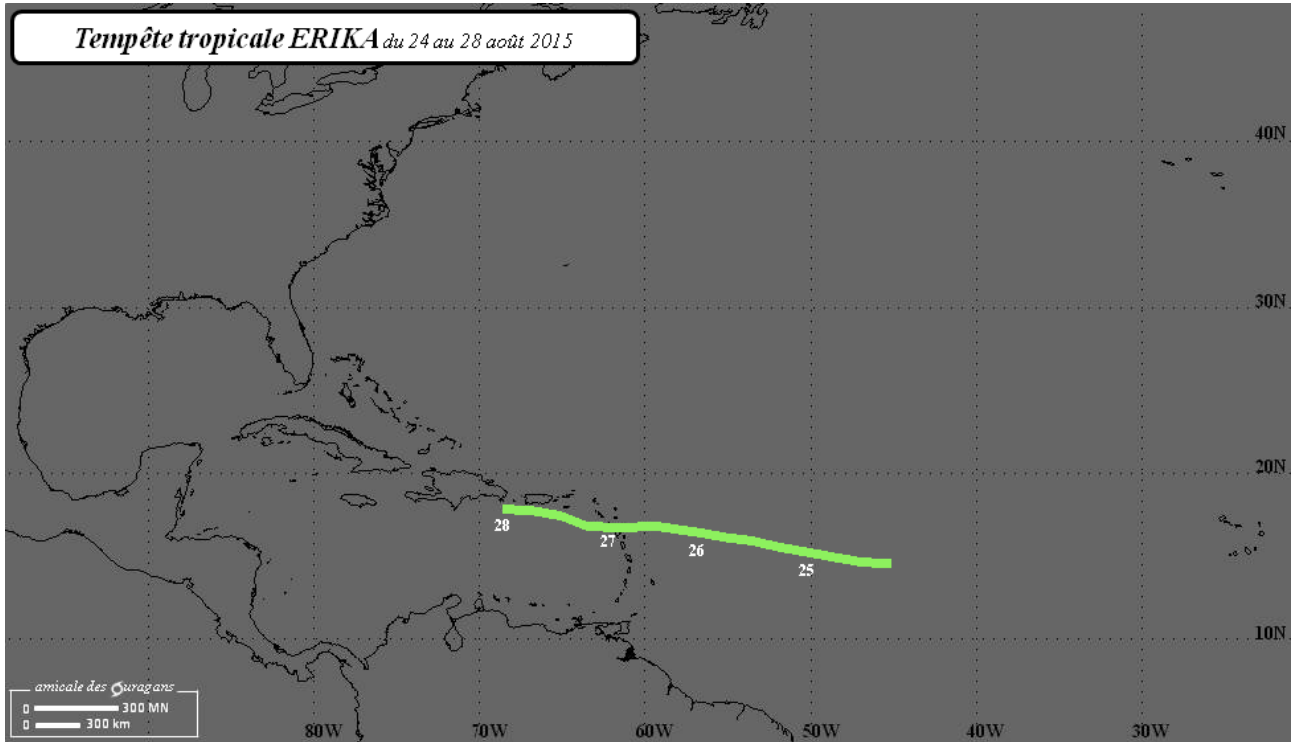 Tempête tropicale ERIKA du 24 au 28 août 2015
40N
30N
20N
28
27
26
25
10N
amicale des Ouragans
0 300 MN
0 300 km
80W 70W 60W 50W 40W 30W